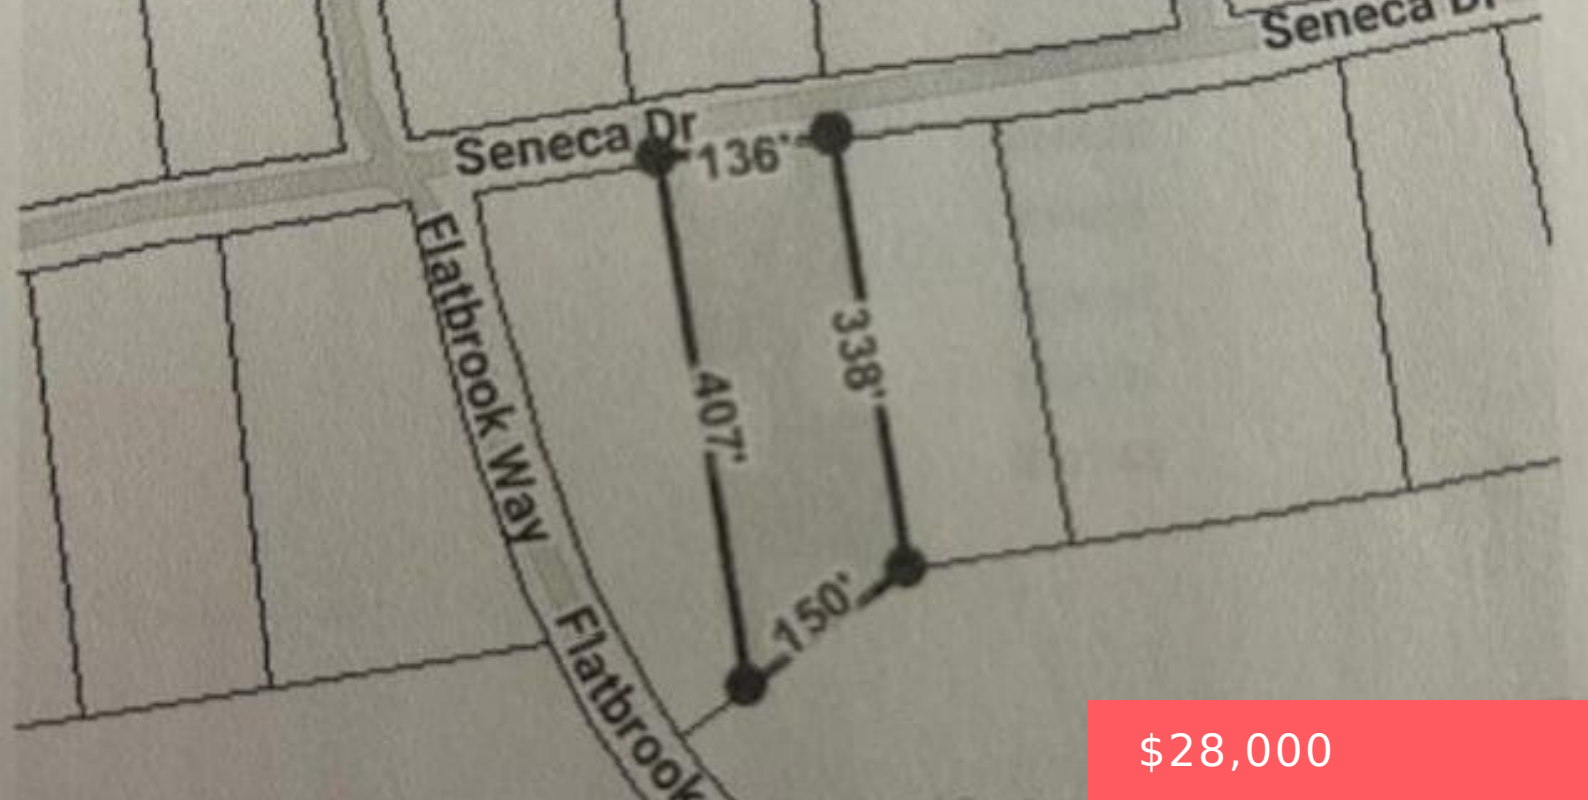 Seneca Dr
Seneca Dr
136'
Flatbrook Way
338'
407'
150'
Flatbrook
$28,000